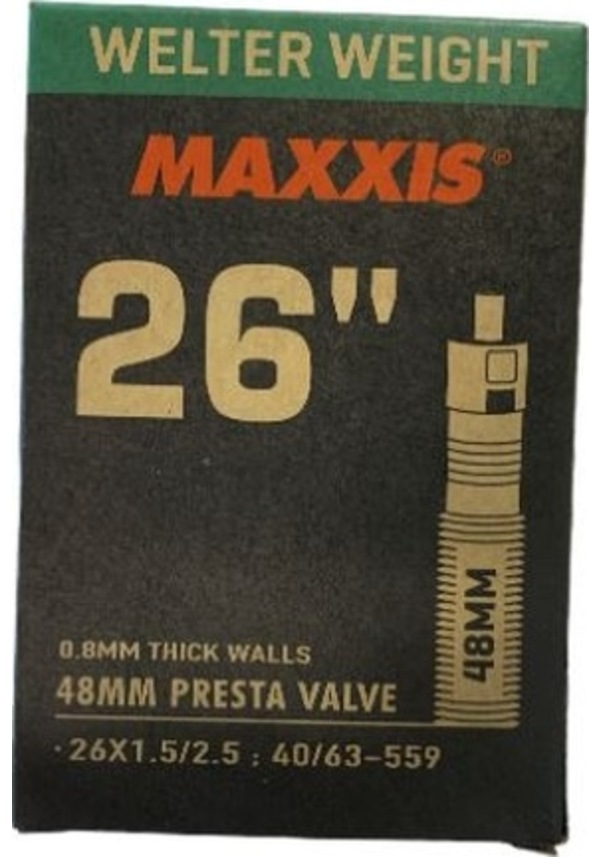 WELTER WEIGHT
MAXXIS®
26"
48MM
0.8MM THICK WALLS
48MM PRESTA VALVE
·26X1.5/2.5 ; 40/63-559